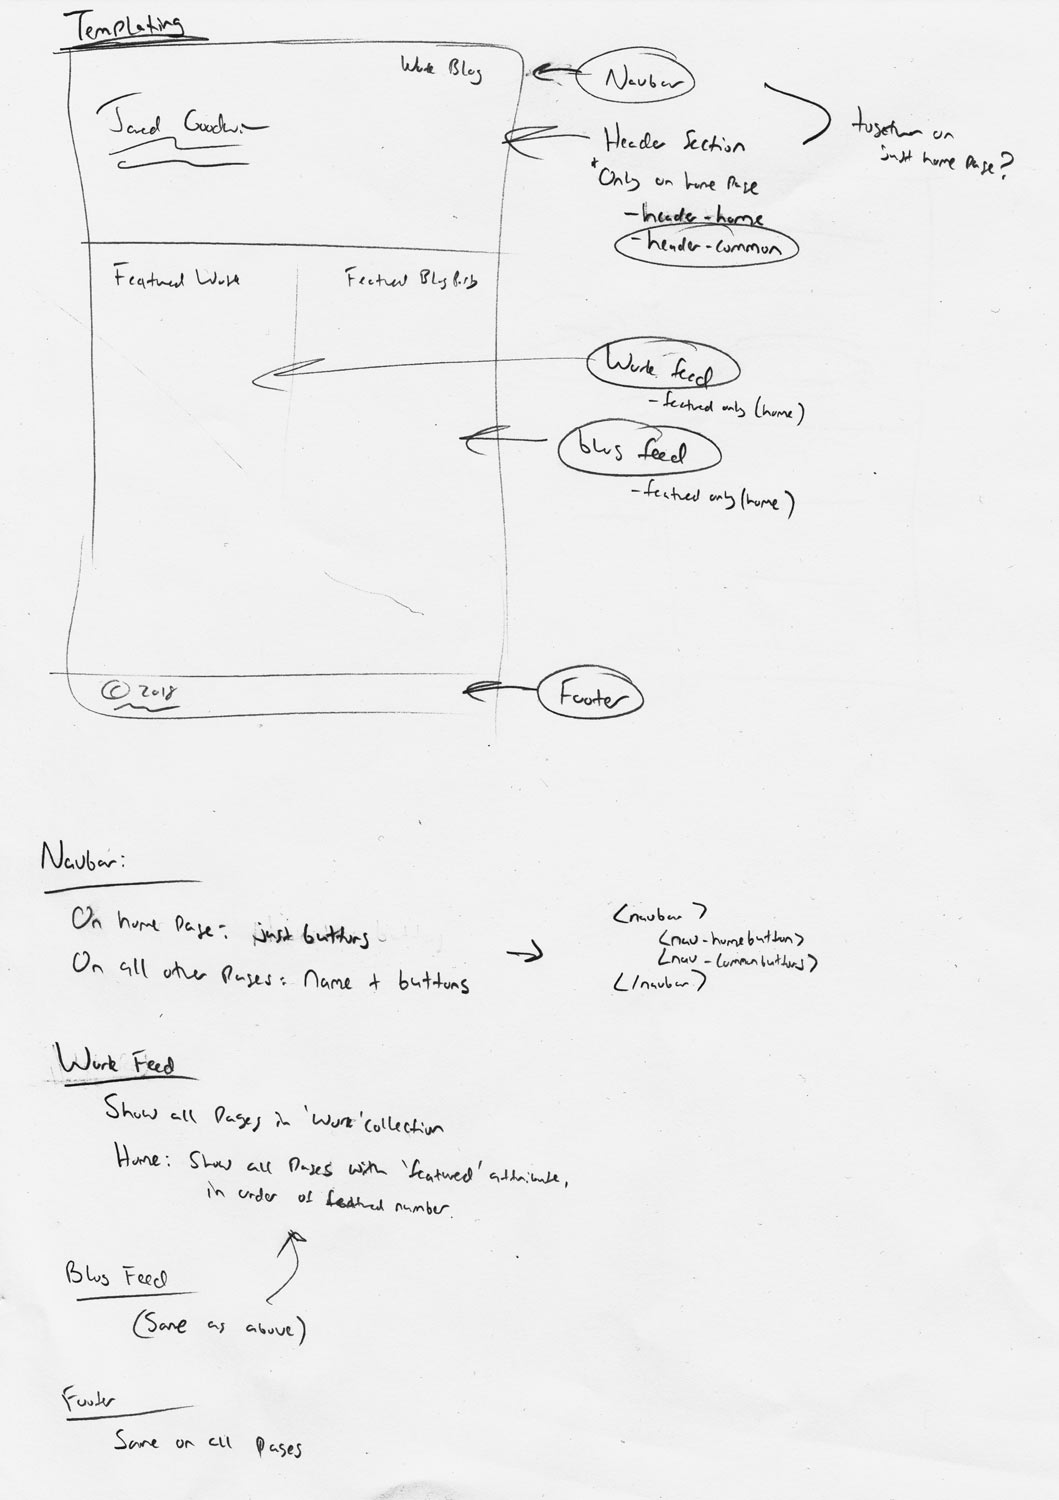 Templating
Work Blog
Navbar
Jared Goodwin
Header Section
together on
just home page?
*Only on home page
-header-home
-header-common
Featured Work
Featured Blog Posts
Work feed
-featured only (home)
blog feed
-featured only (home)
© 2018
Footer
Navbar:
On home page: just buttons
On all other pages: Name + buttons
<navbar>
<nav-homebutton>
<nav-commonbuttons>
</navbar>
Work Feed
Show all pages in 'work' collection
Home: Show all pages with 'featured' attribute,
in order of featured number.
Blog Feed
(Same as above)
Footer
Same on all pages